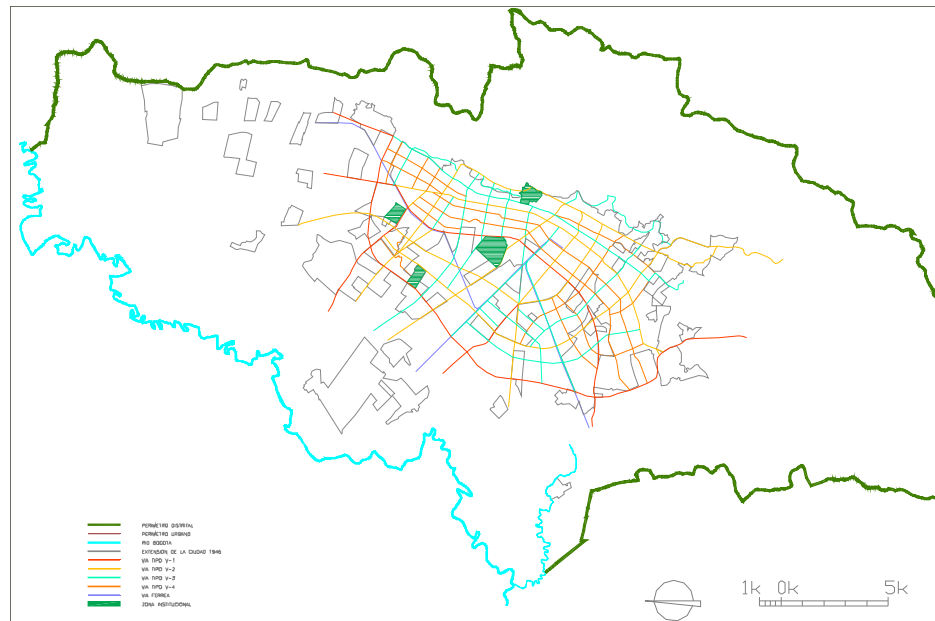 PERIMETRO DISTRITAL
PERIMETRO URBANO
RIO BOGOTA
EXTENSION DE LA CIUDAD 1946
VIA TIPO V-1
VIA TIPO V-2
VIA TIPO V-3
VIA TIPO V-4
VIA FERREA
ZONA INSTITUCIONAL
1k 0k 5k